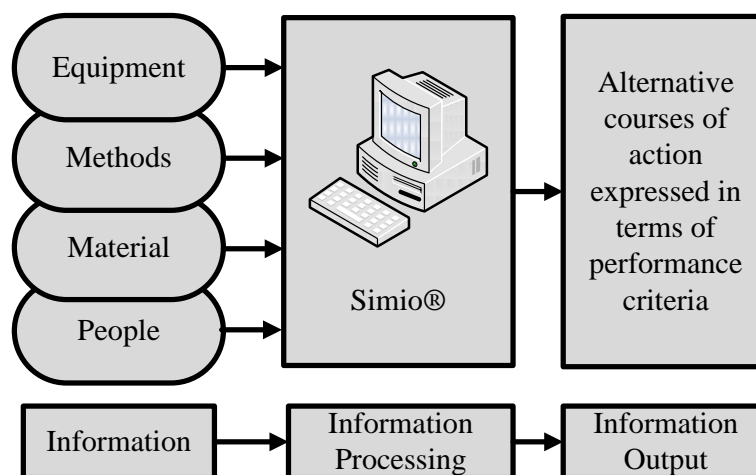 Equipment
Methods
Material
People
Simio®
Alternative
courses of
action
expressed in
terms of
performance
criteria
Information
Information
Processing
Information
Output